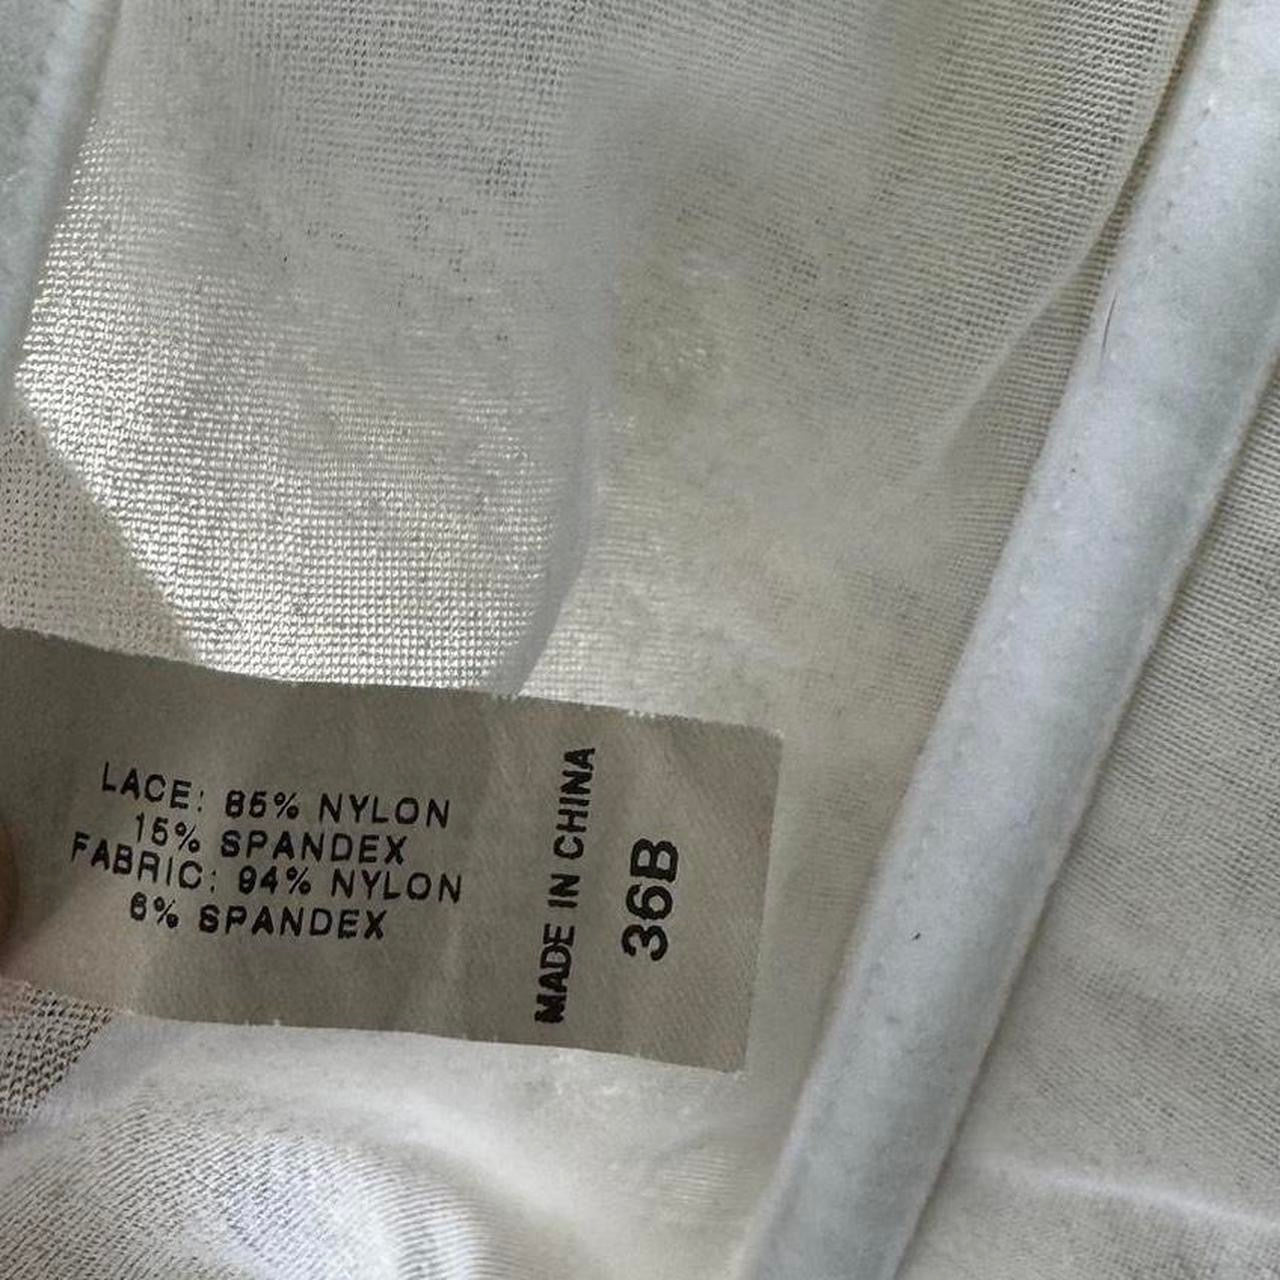 LACE: 85% NYLON
15% SPANDEX
FABRIC: 94% NYLON
6% SPANDEX
MADE IN CHINA
36B